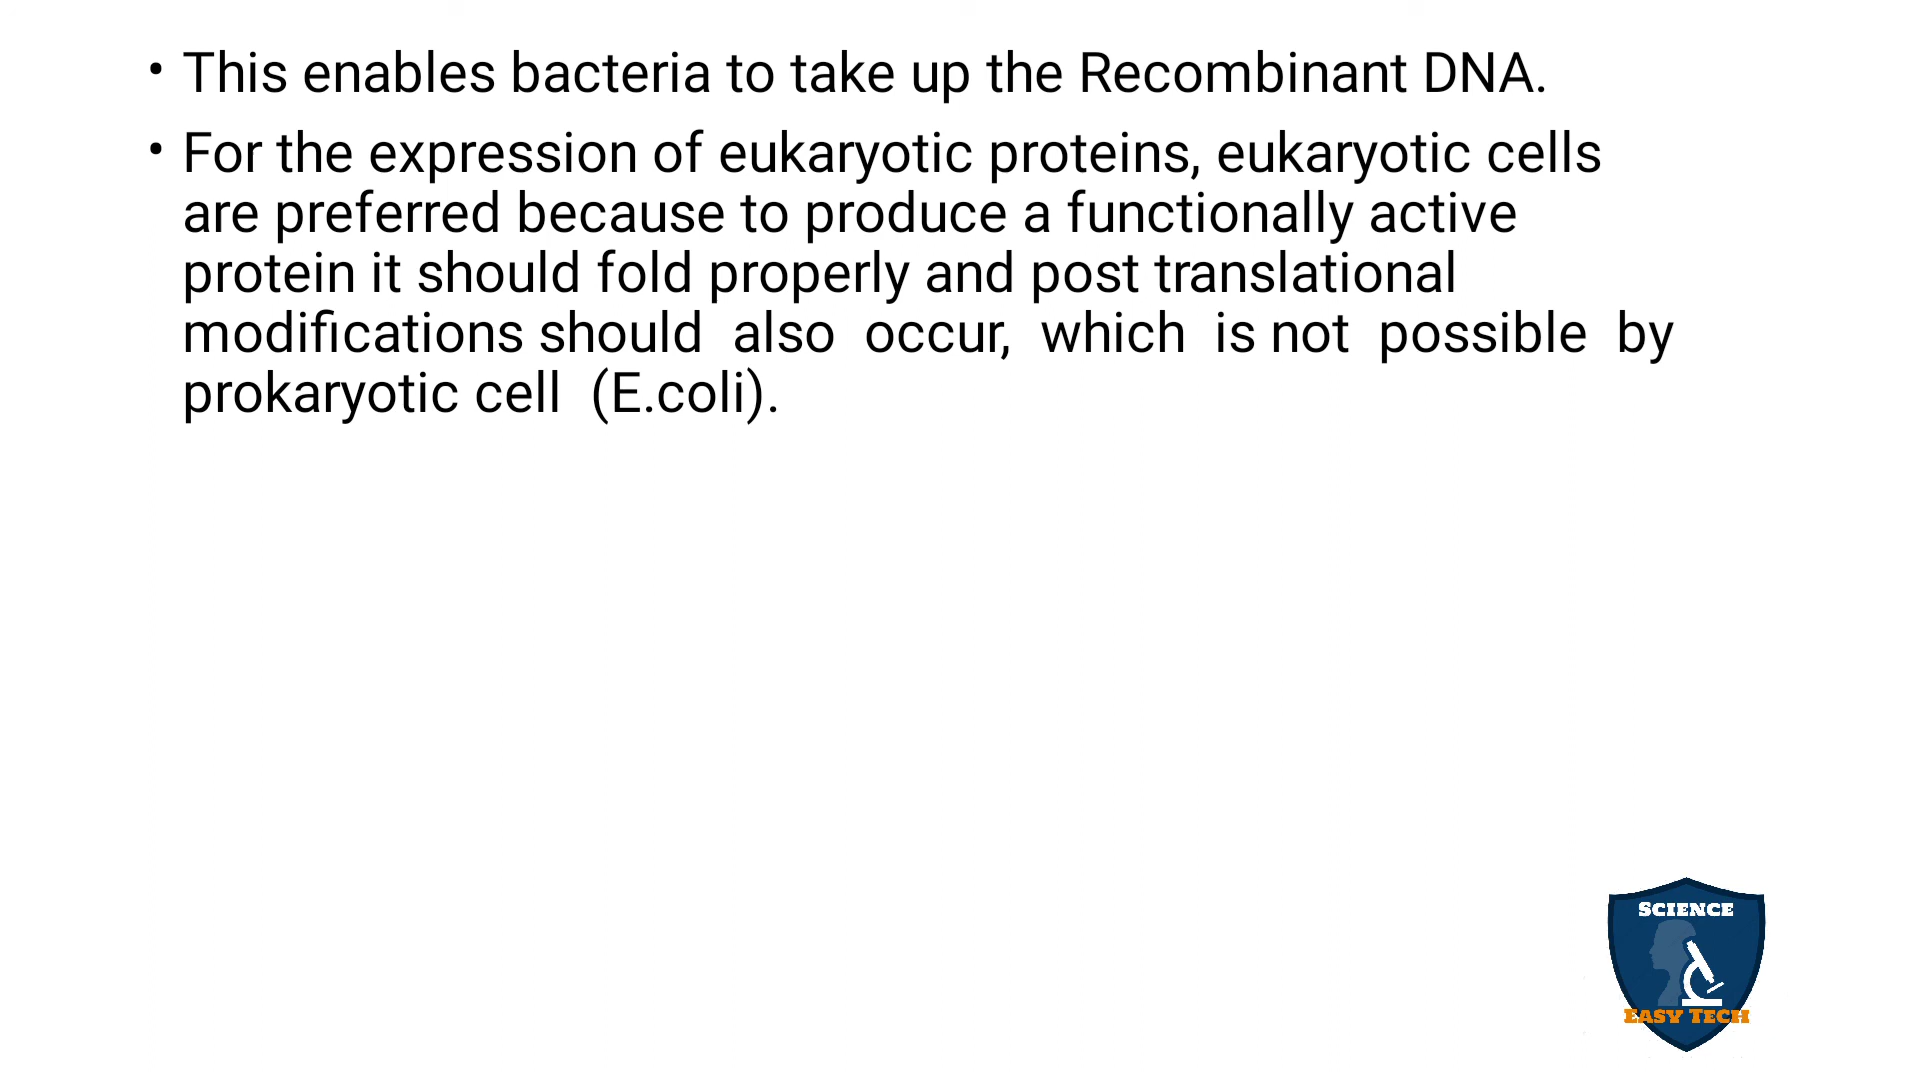 • This enables bacteria to take up the Recombinant DNA.
• For the expression of eukaryotic proteins, eukaryotic cells
are preferred because to produce a functionally active
protein it should fold properly and post translational
modifications should also occur, which is not possible by
prokaryotic cell (E.coli).
SCIENCE
EASY TECH